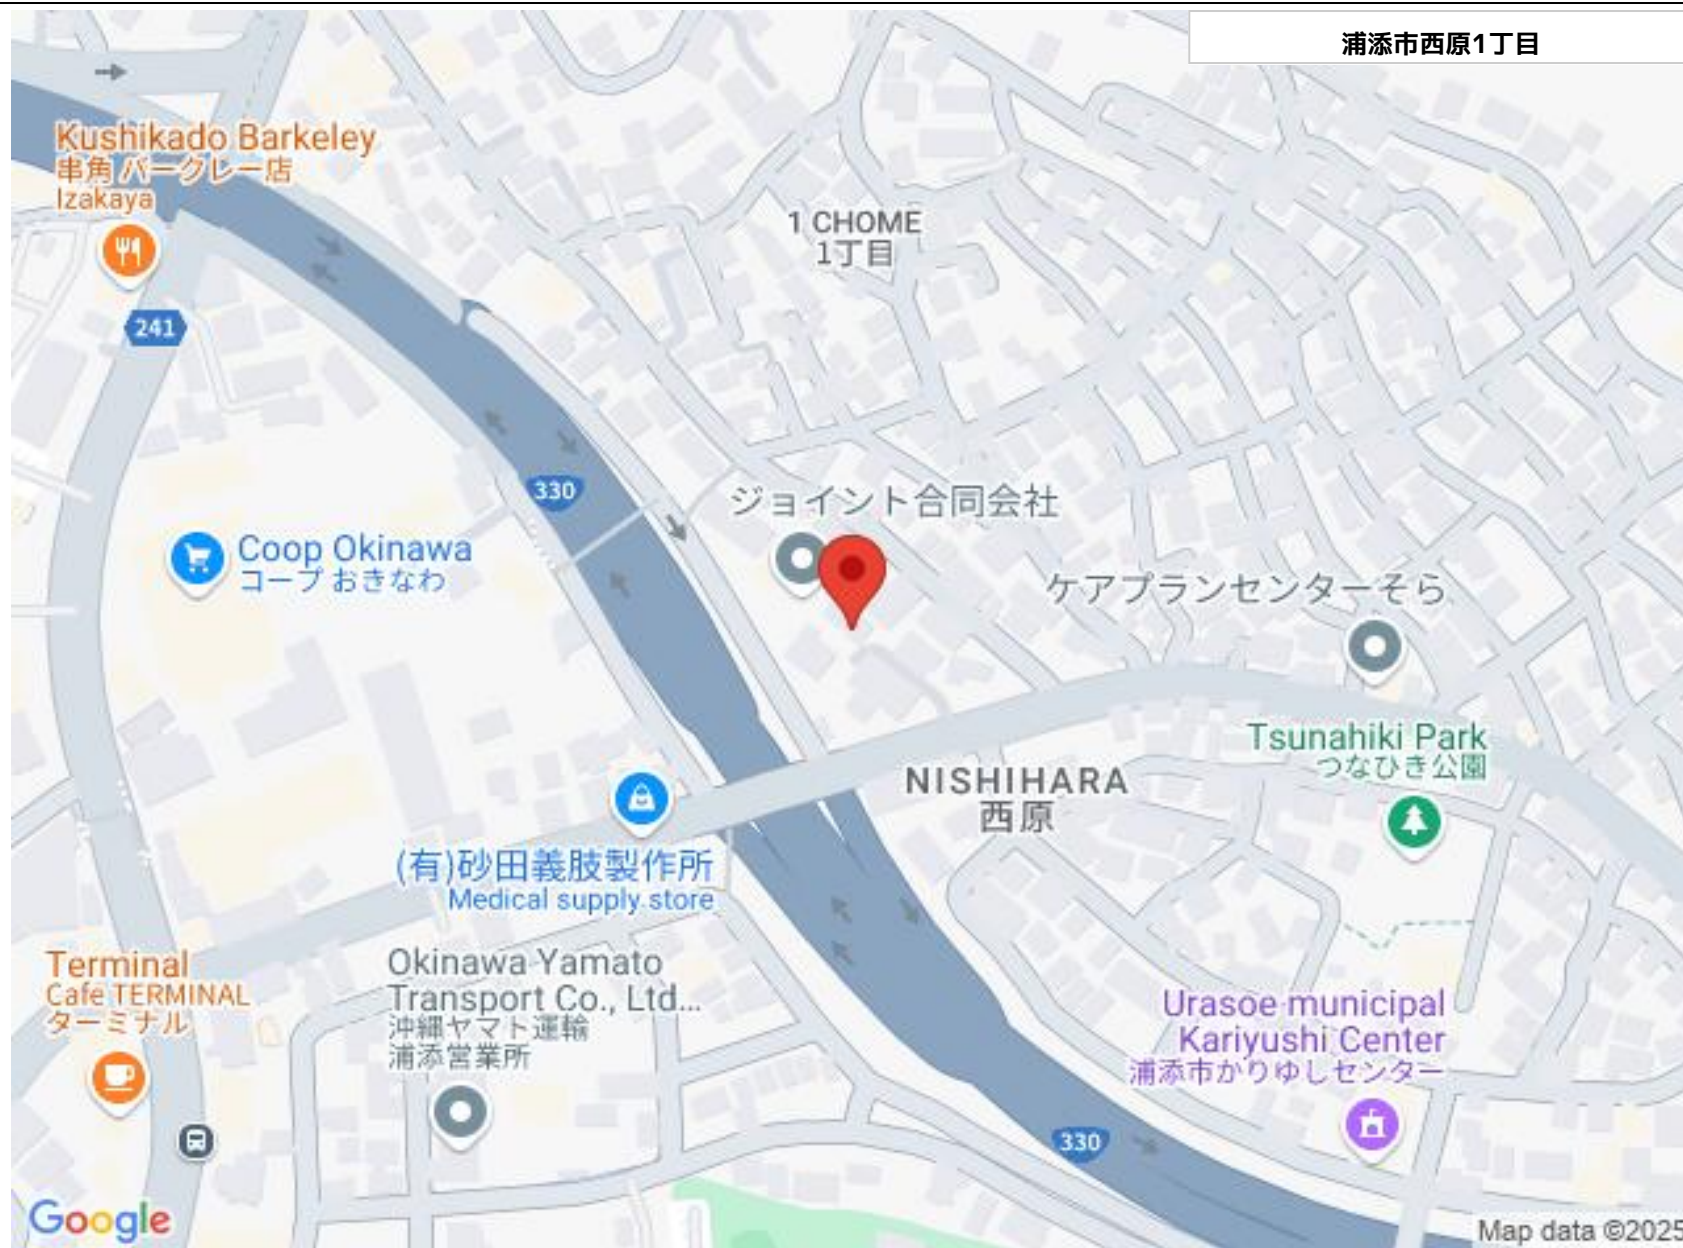 浦添市西原1丁目
Kushikado Barkeley
串角 バークレー店
Izakaya
1 CHOME
1丁目
241
330
ジョイント合同会社
Coop Okinawa
コープ おきなわ
ケアプランセンターそら
Tsunahiki Park
つなひき公園
NISHIHARA
西原
(有)砂田義肢製作所
Medical supply store
Terminal
Cafe TERMINAL
ターミナル
Okinawa Yamato
Transport Co., Ltd...
沖縄ヤマト運輸
浦添営業所
Urasoe municipal
Kariyushi Center
浦添市かりゆしセンター
330
Google
Map data ©2025